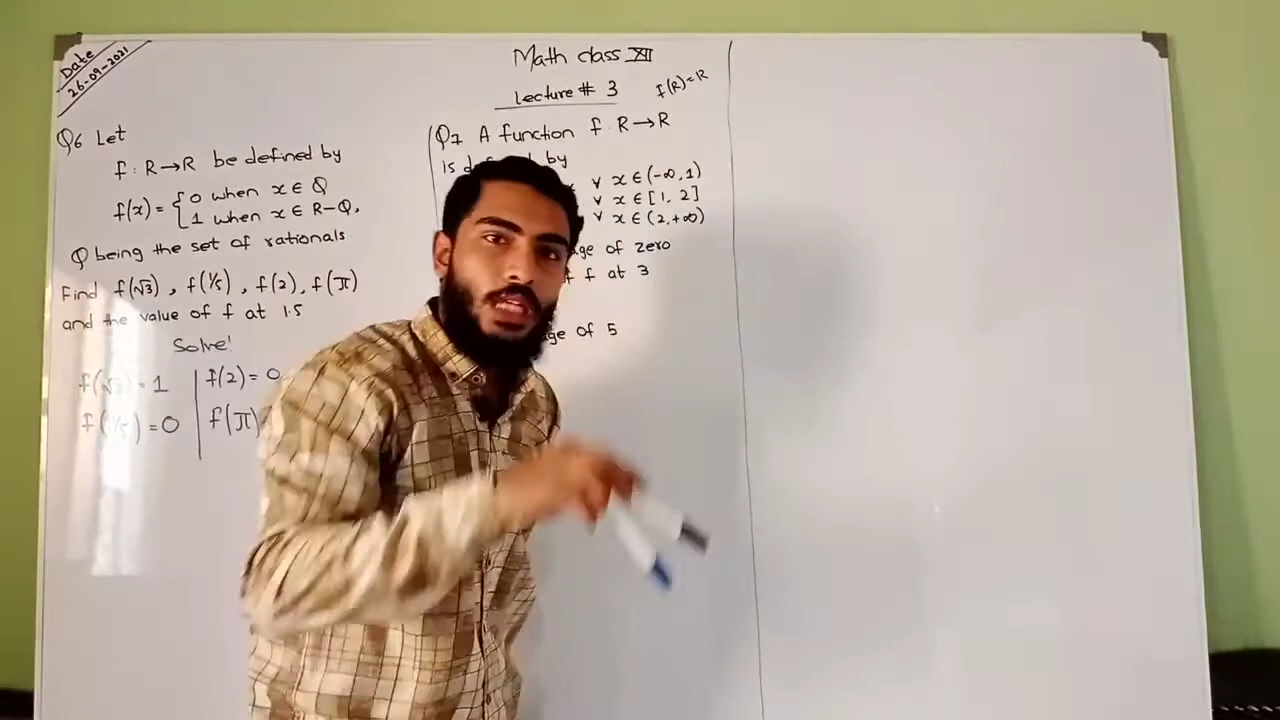 Date
26-09-2021
Math class XII
Lecture # 3
f(R)=R
Q6 Let
f: R→R be defined by
f(x) = { 0 when x ∈ Q
1 when x ∈ R-Q,
Q being the set of rationals
Find f(√3), f(1/5), f(2), f(π)
and the value of f at 1.5
Solve!
f(√3) = 1
f(1/5) = 0
f(2) = 0
f(π)
Q7 A function f: R→R
is by
∀ x ∈ (-∞, 1)
∀ x ∈ [1, 2]
∀ x ∈ (2, +∞)
of zero
f at 3
of 5